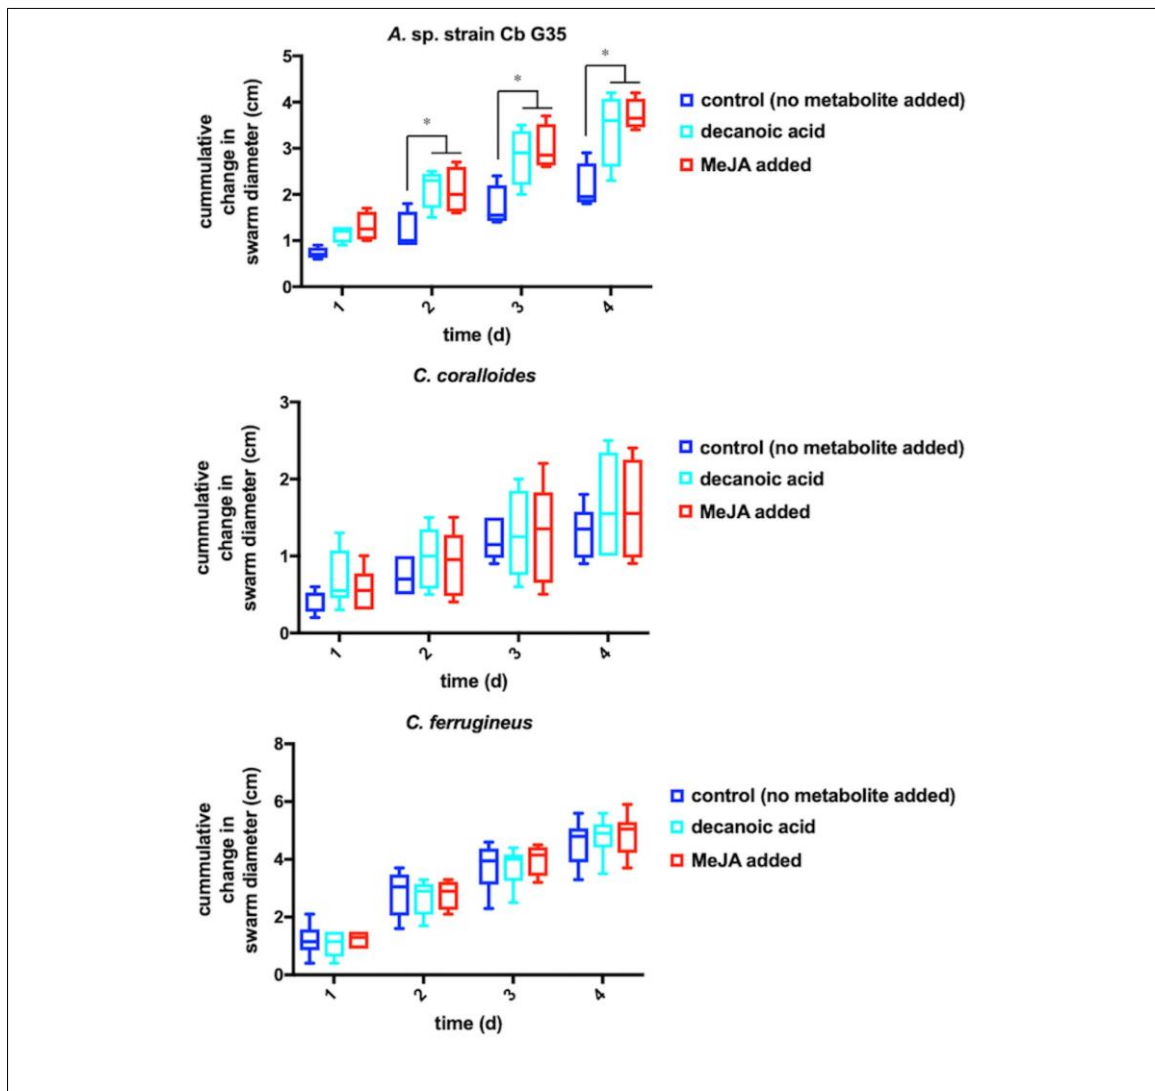 A. sp. strain Cb G35
5
4
3
2
1
0
cummulative
change in
swarm diameter (cm)
*
*
*
1
2
3
4
time (d)
control (no metabolite added)
decanoic acid
MeJA added
C. coralloides
3
2
1
0
cummulative
change in
swarm diameter (cm)
1
2
3
4
time (d)
control (no metabolite added)
decanoic acid
MeJA added
C. ferrugineus
8
6
4
2
0
cummulative
change in
swarm diameter (cm)
1
2
3
4
time (d)
control (no metabolite added)
decanoic acid
MeJA added